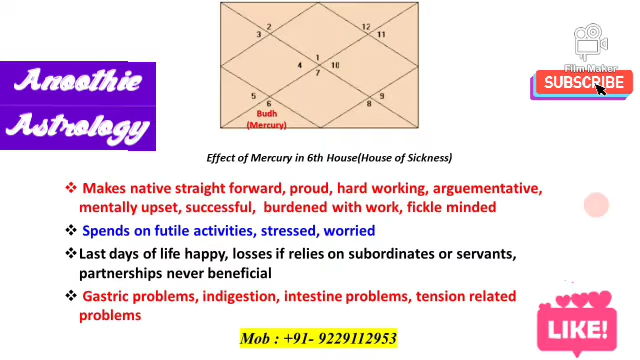 2
12
3
11
1
4
10
7
5
9
6
8
Budh
(Mercury)
Film Maker
SUBSCRIBE
Anoothie
Astrology
Effect of Mercury in 6th House(House of Sickness)
❖ Makes native straight forward, proud, hard working, arguementative,
mentally upset, successful, burdened with work, fickle minded
❖ Spends on futile activities, stressed, worried
❖ Last days of life happy, losses if relies on subordinates or servants,
partnerships never beneficial
❖ Gastric problems, indigestion, intestine problems, tension related
problems
Mob : +91- 9229112953
LIKE!